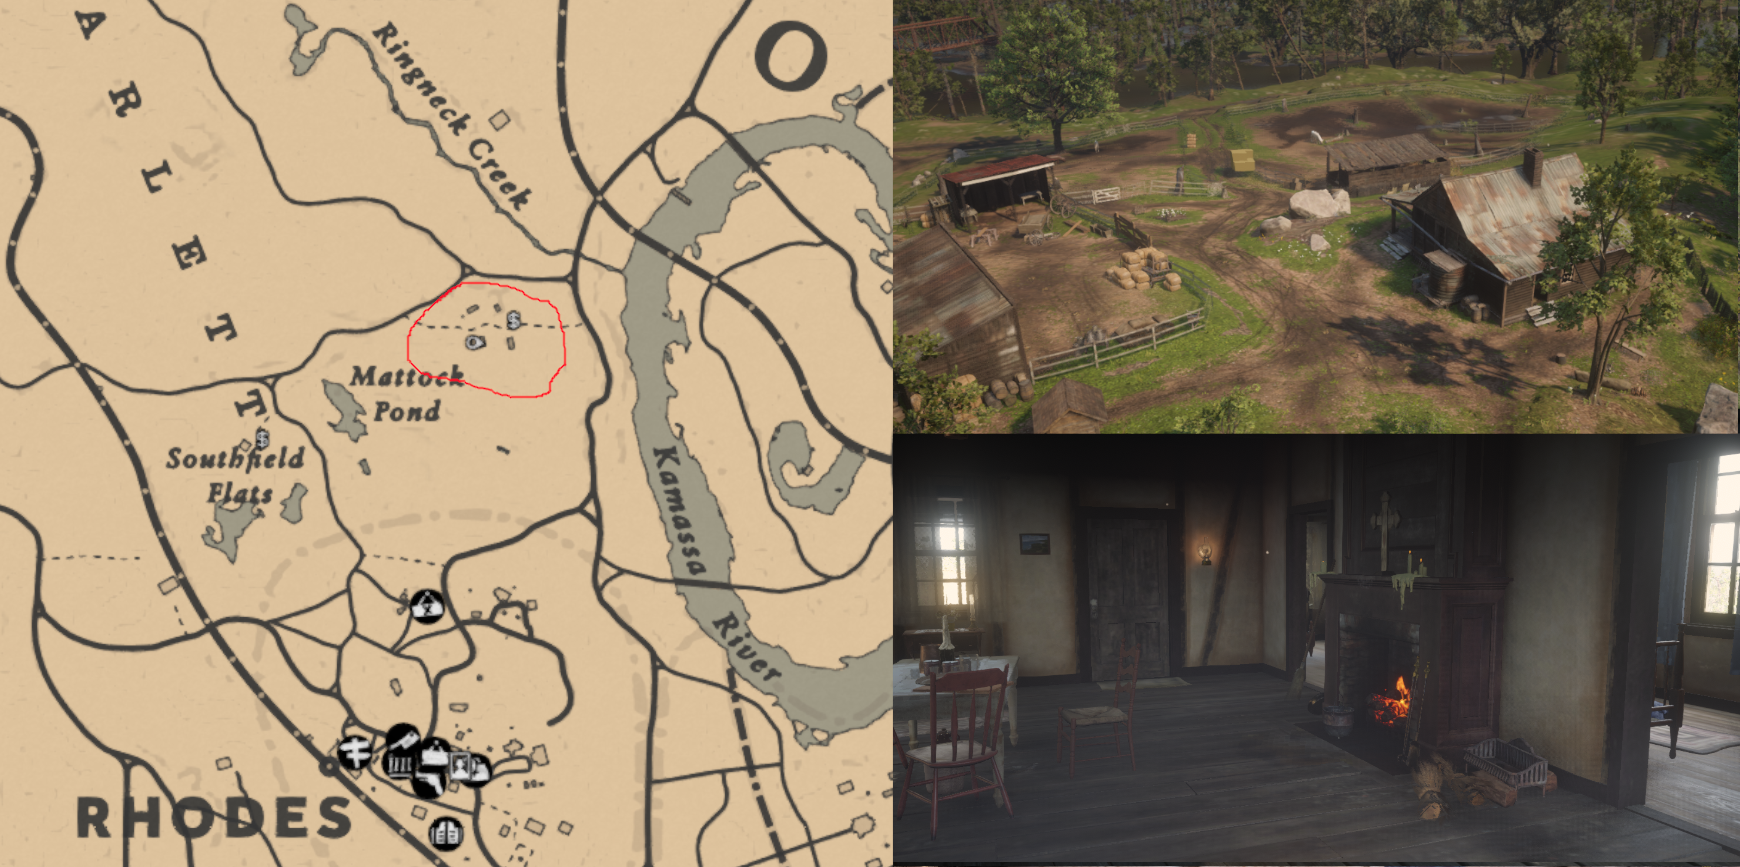 ARLETT
O
Ringneck Creek
Mattock
Pond
Southfield
Flats
Kamassa
River
RHODES